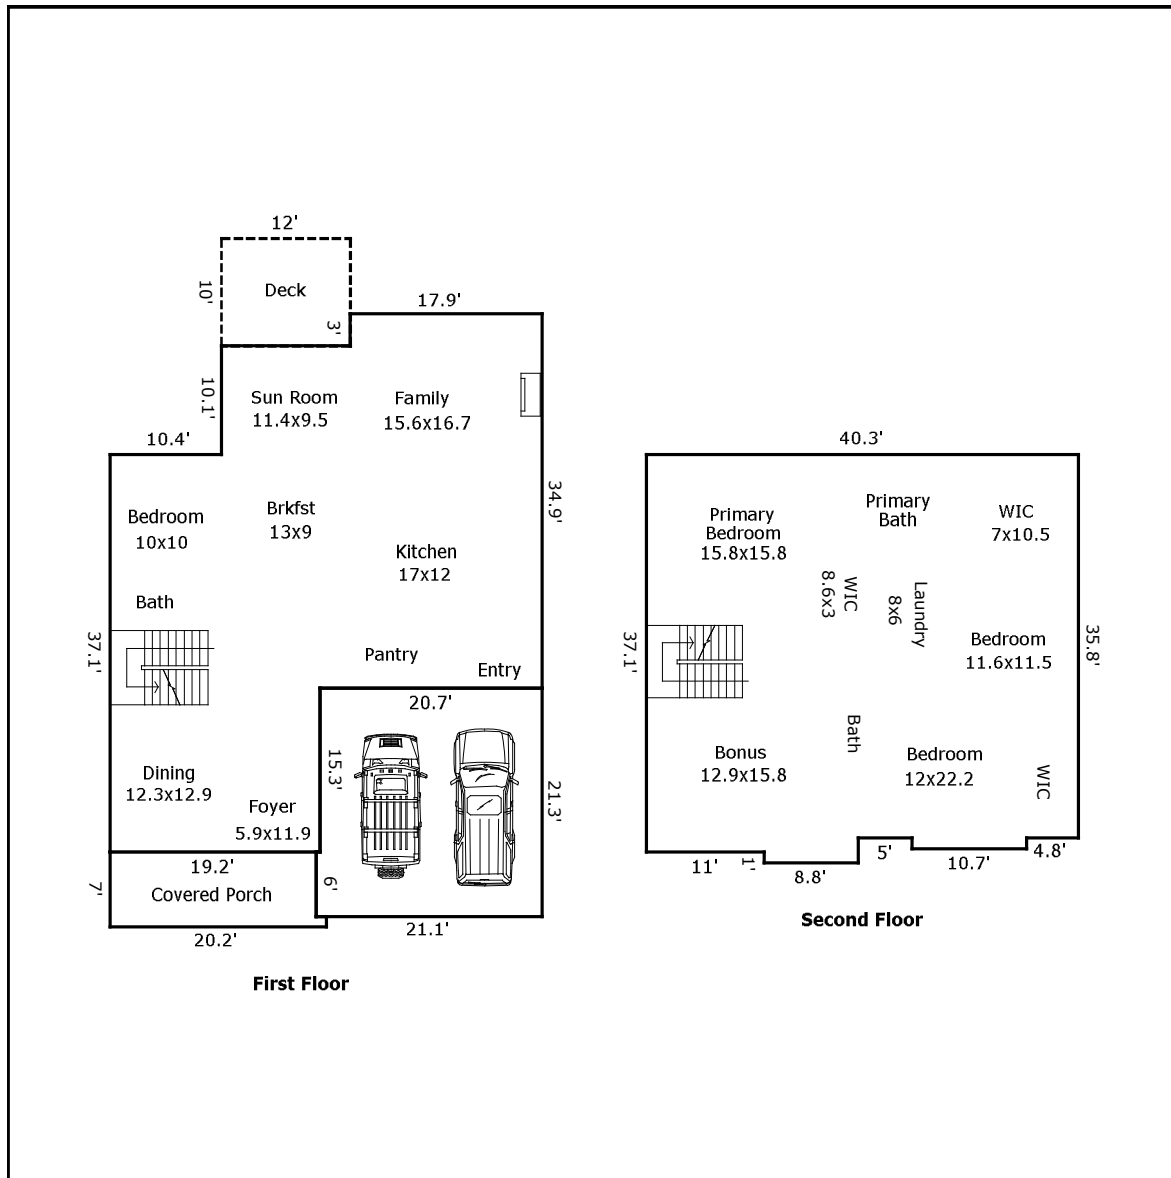 12'
10'
Deck
3'
17.9'
10.1'
Sun Room
11.4x9.5
Family
15.6x16.7
10.4'
34.9'
Bedroom
10x10
Brkfst
13x9
Kitchen
17x12
Bath
37.1'
Pantry
Entry
20.7'
15.3'
21.3'
Dining
12.3x12.9
Foyer
5.9x11.9
19.2'
7'
Covered Porch
6'
20.2'
21.1'
First Floor
40.3'
Primary
Bedroom
15.8x15.8
Primary
Bath
WIC
7x10.5
WIC
8.6x3
Laundry
8x6
37.1'
Bedroom
11.6x11.5
35.8'
Bath
Bonus
12.9x15.8
Bedroom
12x22.2
WIC
11'
1'
8.8'
5'
10.7'
4.8'
Second Floor